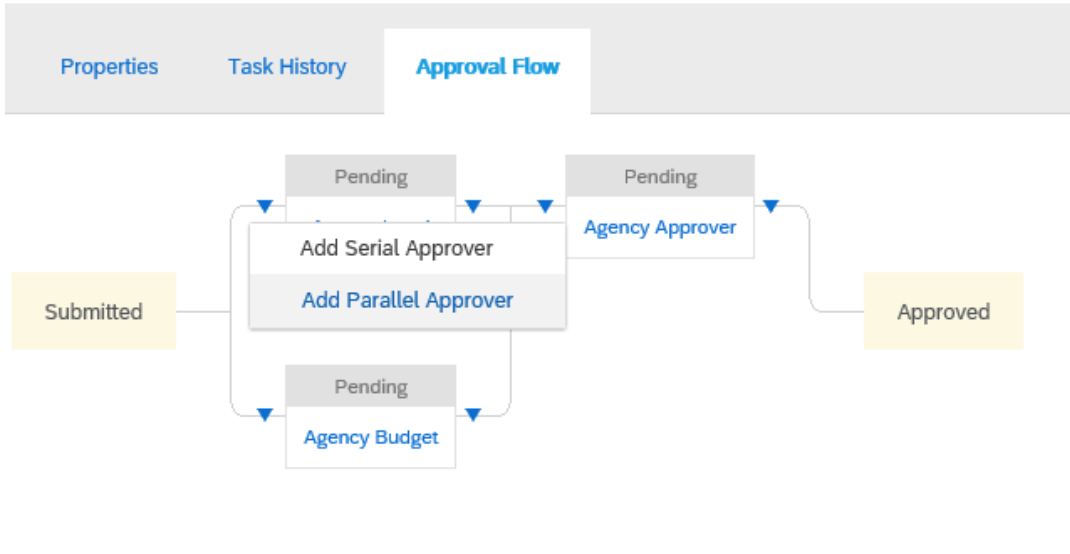 Properties
Task History
Approval Flow
Pending
Pending
Agency Approver
Add Serial Approver
Add Parallel Approver
Submitted
Approved
Pending
Agency Budget